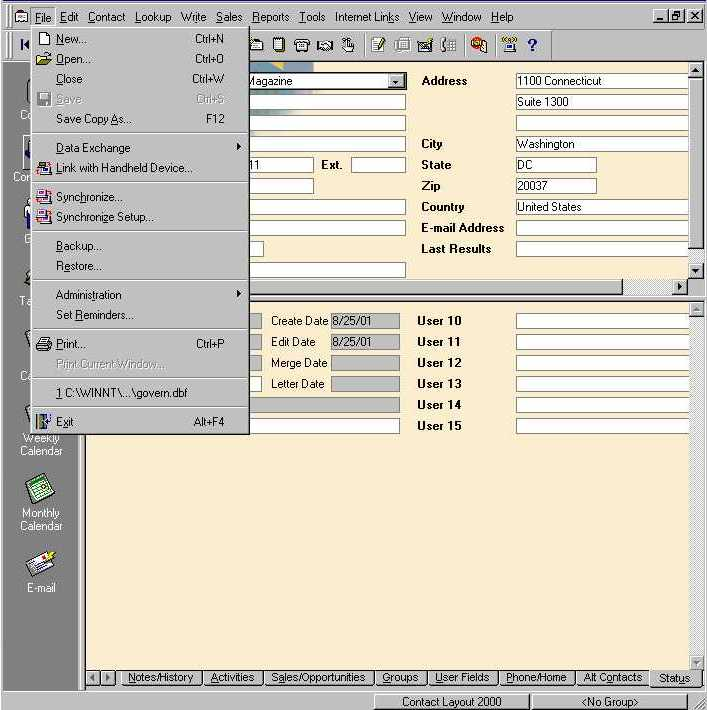 File Edit Contact Lookup Write Sales Reports Tools Internet Links View Window Help
New... Ctrl+N
Open... Ctrl+O
Close Ctrl+W
Save Ctrl+S
Save Copy As... F12
Data Exchange
Link with Handheld Device...
Synchronize...
Synchronize Setup...
Backup...
Restore...
Administration
Set Reminders...
Print... Ctrl+P
Print Current Window...
1 C:\WINNT\...\govern.dbf
Exit Alt+F4
Magazine Address 1100 Connecticut
Suite 1300
City Washington
11 Ext. State DC
Zip 20037
Country United States
E-mail Address
Last Results
Create Date 8/25/01 User 10
Edit Date 8/25/01 User 11
Merge Date User 12
Letter Date User 13
User 14
User 15
Weekly
Calendar
Monthly
Calendar
E-mail
Notes/History Activities Sales/Opportunities Groups User Fields Phone/Home Alt Contacts Status
Contact Layout 2000 <No Group>